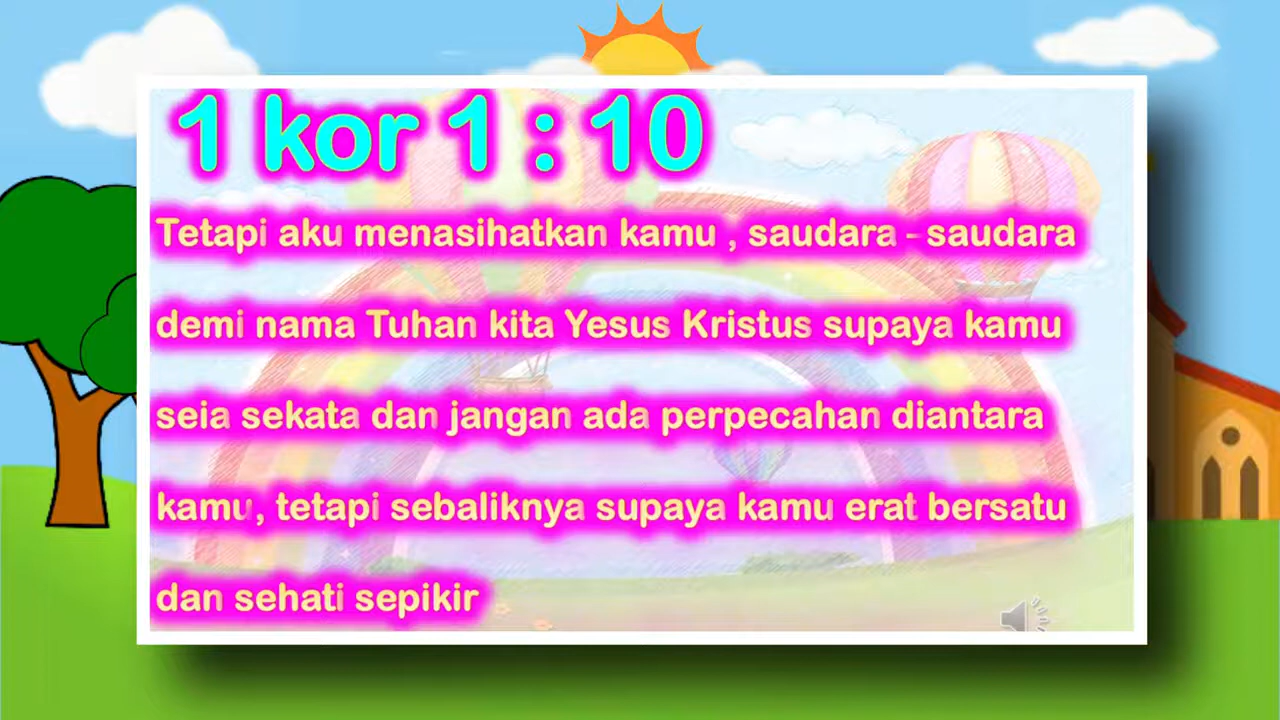 1 kor 1 : 10
Tetapi aku menasihatkan kamu , saudara - saudara
demi nama Tuhan kita Yesus Kristus supaya kamu
seia sekata dan jangan ada perpecahan diantara
kamu, tetapi sebaliknya supaya kamu erat bersatu
dan sehati sepikir